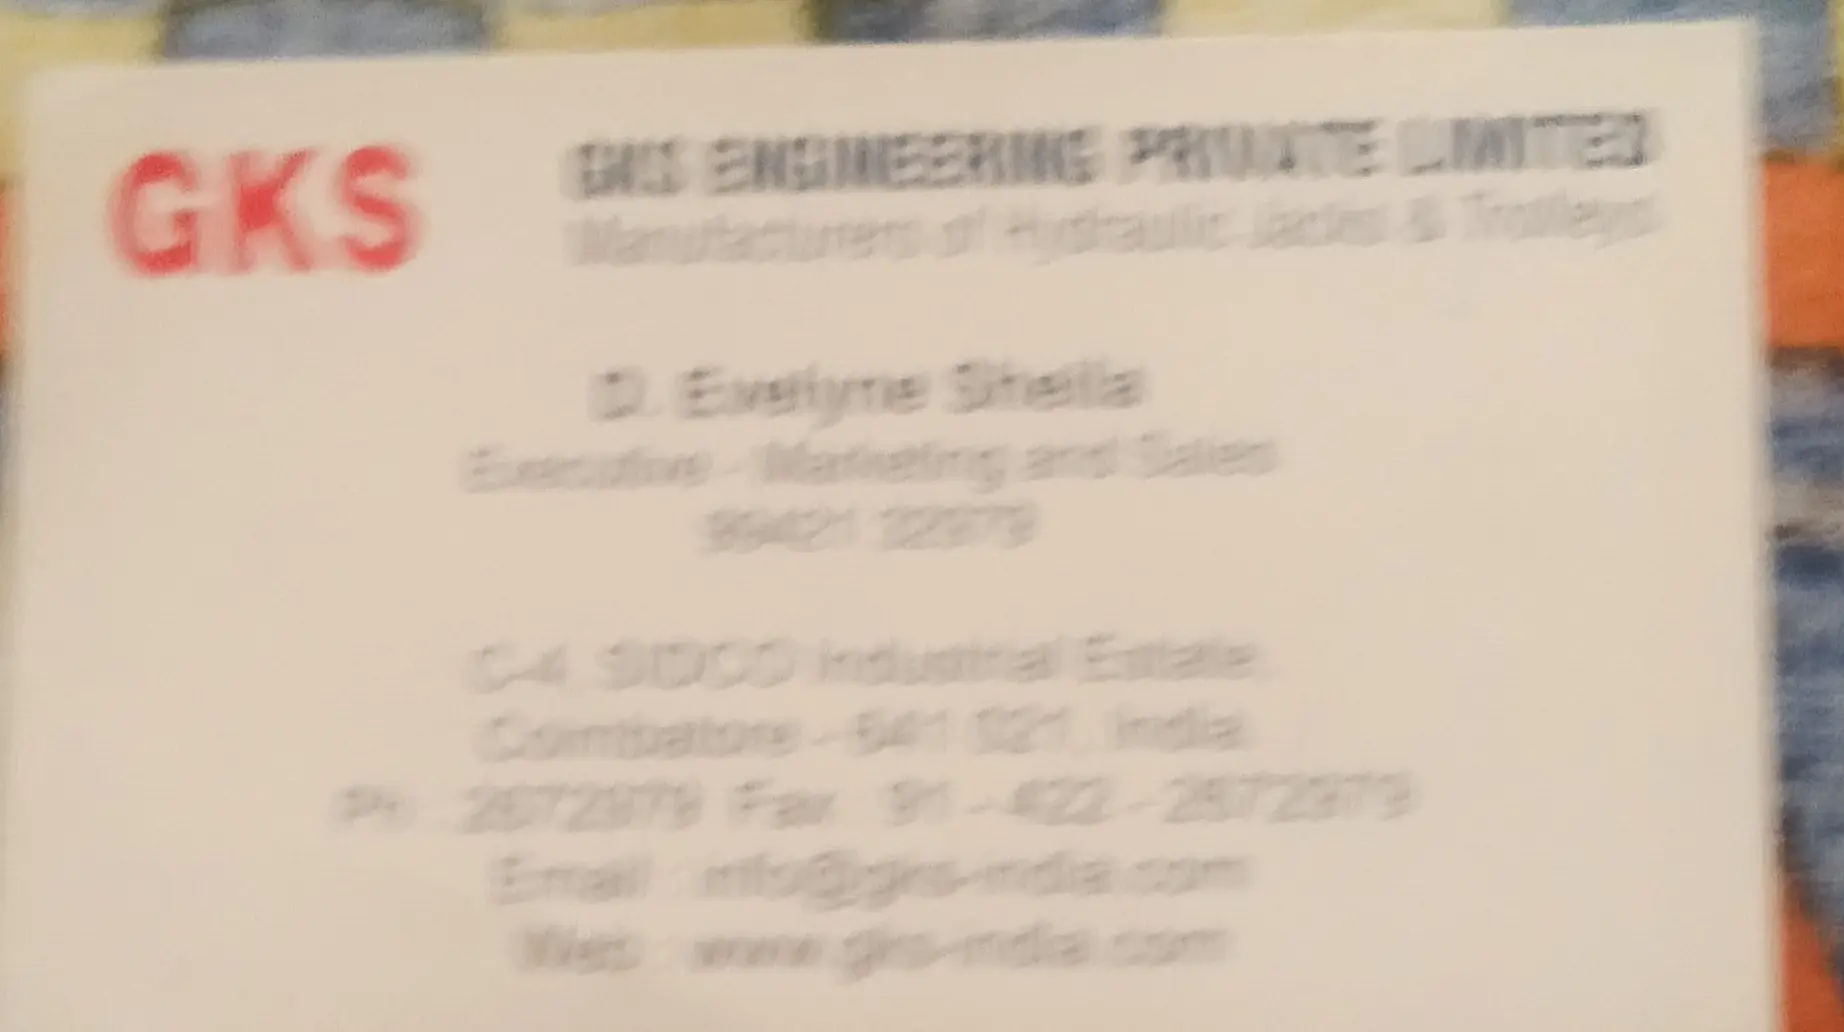 GKS
GKS ENGINEERING PRIVATE LIMITED
Manufacturers of Hydraulic Jacks & Trolleys
D. Evelyne Sheila
Executive - Marketing and Sales
99421 32979
C-4, SIDCO Industrial Estate,
Coimbatore - 641 021, India
Ph : 2672979 Fax : 91 - 422 - 2672979
Email : info@gks-india.com
Web : www.gks-india.com